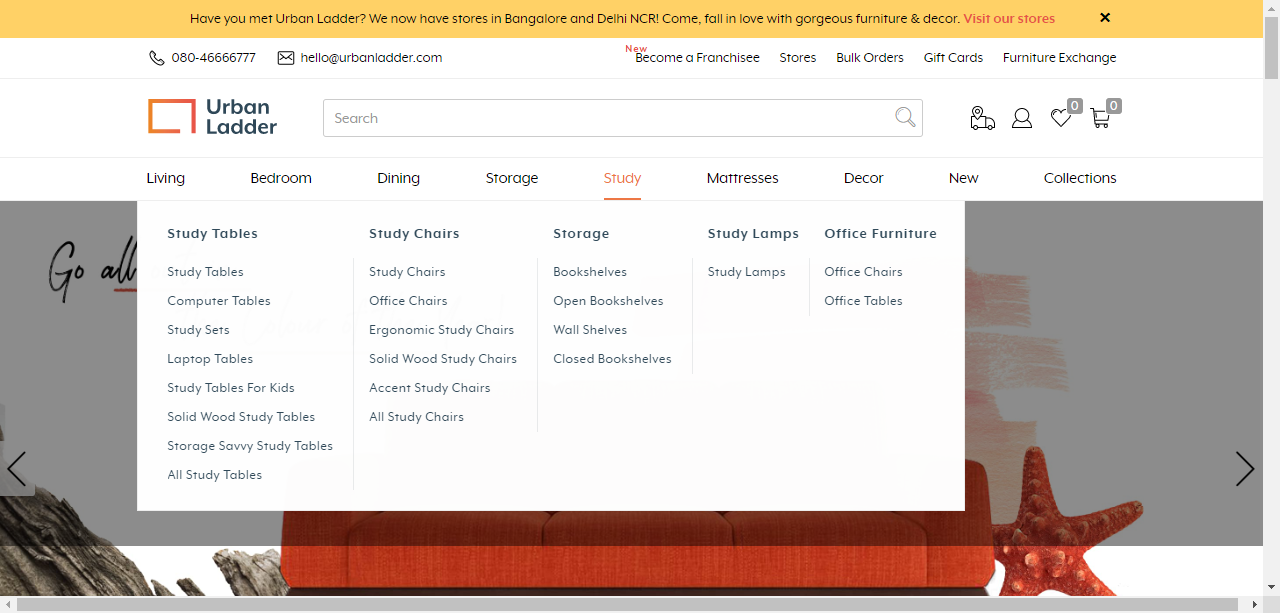 Have you met Urban Ladder? We now have stores in Bangalore and Delhi NCR! Come, fall in love with gorgeous furniture & decor. Visit our stores ✕
080-46666777 hello@urbanladder.com New Become a Franchisee Stores Bulk Orders Gift Cards Furniture Exchange
Urban
Ladder
Search
0 0
Living Bedroom Dining Storage Study Mattresses Decor New Collections
Study Tables
Study Tables
Computer Tables
Study Sets
Laptop Tables
Study Tables For Kids
Solid Wood Study Tables
Storage Savvy Study Tables
All Study Tables
Study Chairs
Study Chairs
Office Chairs
Ergonomic Study Chairs
Solid Wood Study Chairs
Accent Study Chairs
All Study Chairs
Storage
Bookshelves
Open Bookshelves
Wall Shelves
Closed Bookshelves
Study Lamps
Study Lamps
Office Furniture
Office Chairs
Office Tables
Go all